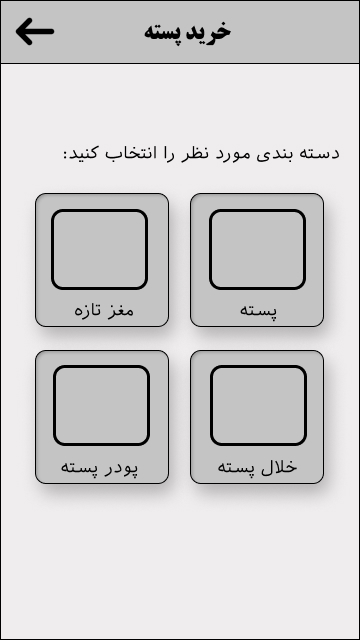 خرید پسته
دسته بندی مورد نظر را انتخاب کنید:
پسته
مغز تازه
خلال پسته
پودر پسته